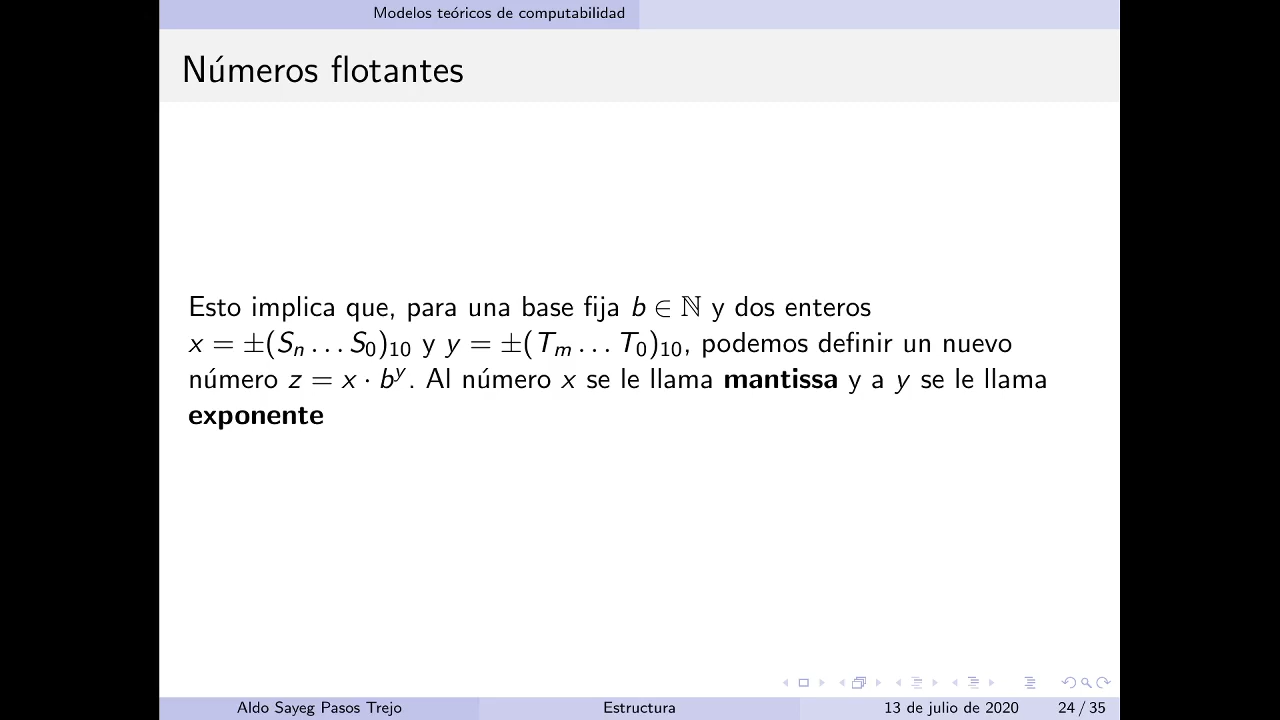 Modelos teóricos de computabilidad
Números flotantes
Esto implica que, para una base fija b ∈ ℕ y dos enteros
x = ±(Sₙ … S₀)₁₀ y y = ±(Tₘ … T₀)₁₀, podemos definir un nuevo
número z = x · bʸ. Al número x se le llama mantissa y a y se le llama
exponente
Aldo Sayeg Pasos Trejo
Estructura
13 de julio de 2020
24 / 35